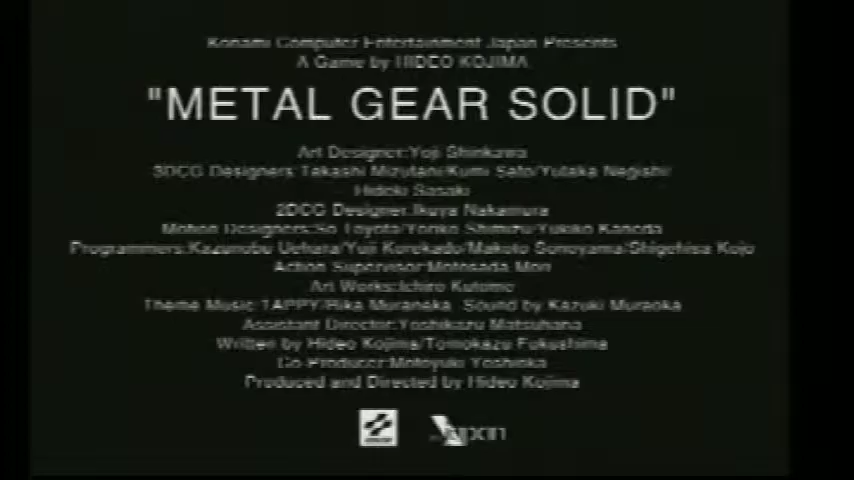 Konami Computer Entertainment Japan Presents
A Game by HIDEO KOJIMA
"METAL GEAR SOLID"
Art Designer:Yoji Shinkawa
3DCG Designers:Takashi Mizutani/Kumi Sato/Yutaka Negishi/
Hideki Sasaki
2DCG Designer:Ikuya Nakamura
Motion Designers:So Toyota/Yoriko Shimizu/Yukiko Kaneda
Programmers:Kazunobu Uehara/Yuji Korekado/Makoto Soneyama/Shigehisa Kojo
Action Supervisor:Motosada Mori
Art Works:Ichiro Kutome
Theme Music:TAPPY/Rika Muranaka Sound by Kazuki Muraoka
Assistant Director:Yoshikazu Matsuhana
Written by Hideo Kojima/Tomokazu Fukushima
Co-Producer:Motoyuki Yoshioka
Produced and Directed by Hideo Kojima